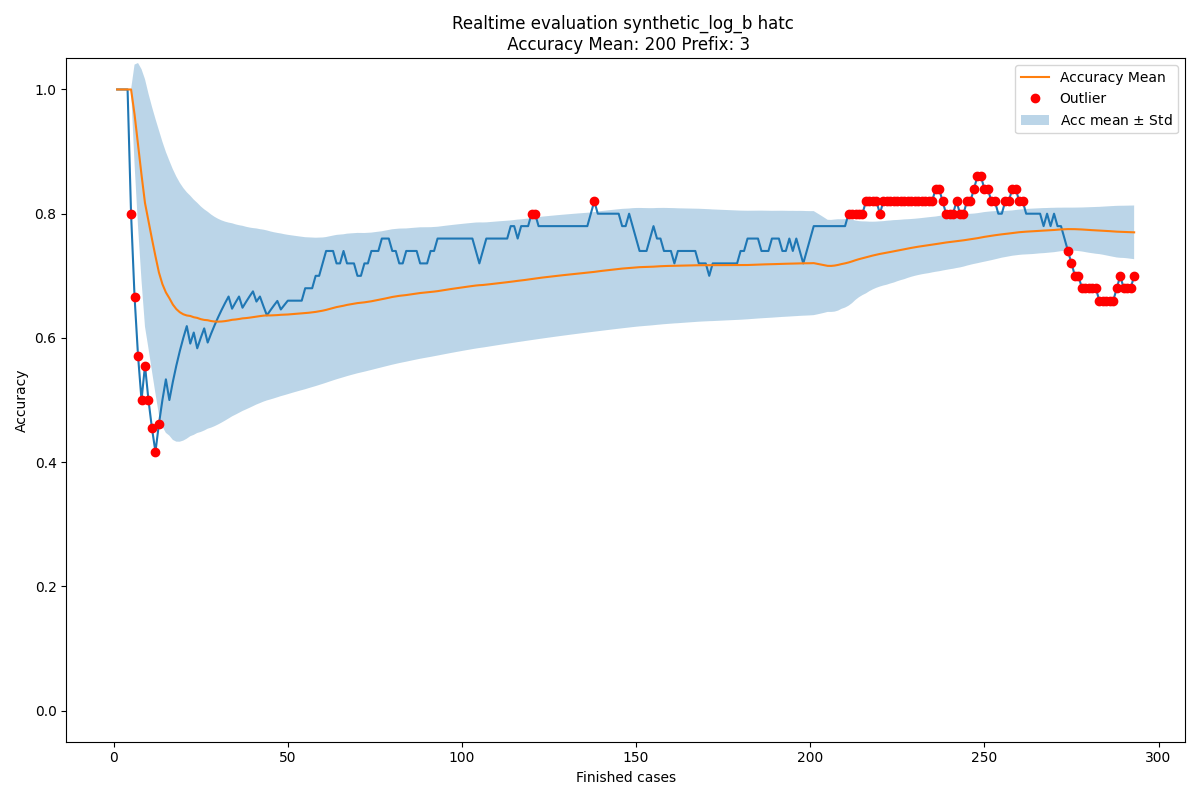 Realtime evaluation synthetic_log_b hatc
Accuracy Mean: 200 Prefix: 3
Accuracy Mean
Outlier
Acc mean ± Std
Accuracy
1.0
0.8
0.6
0.4
0.2
0.0
0 50 100 150 200 250 300
Finished cases